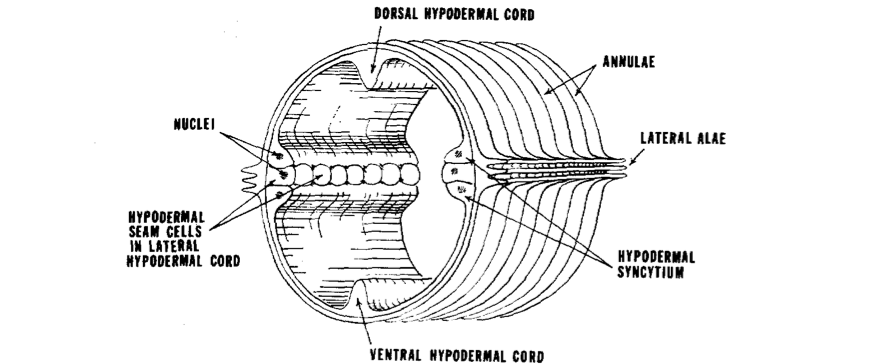 DORSAL HYPODERMAL CORD
ANNULAE
NUCLEI
LATERAL ALAE
HYPODERMAL
SEAM CELLS
IN LATERAL
HYPODERMAL CORD
HYPODERMAL
SYNCYTIUM
VENTRAL HYPODERMAL CORD